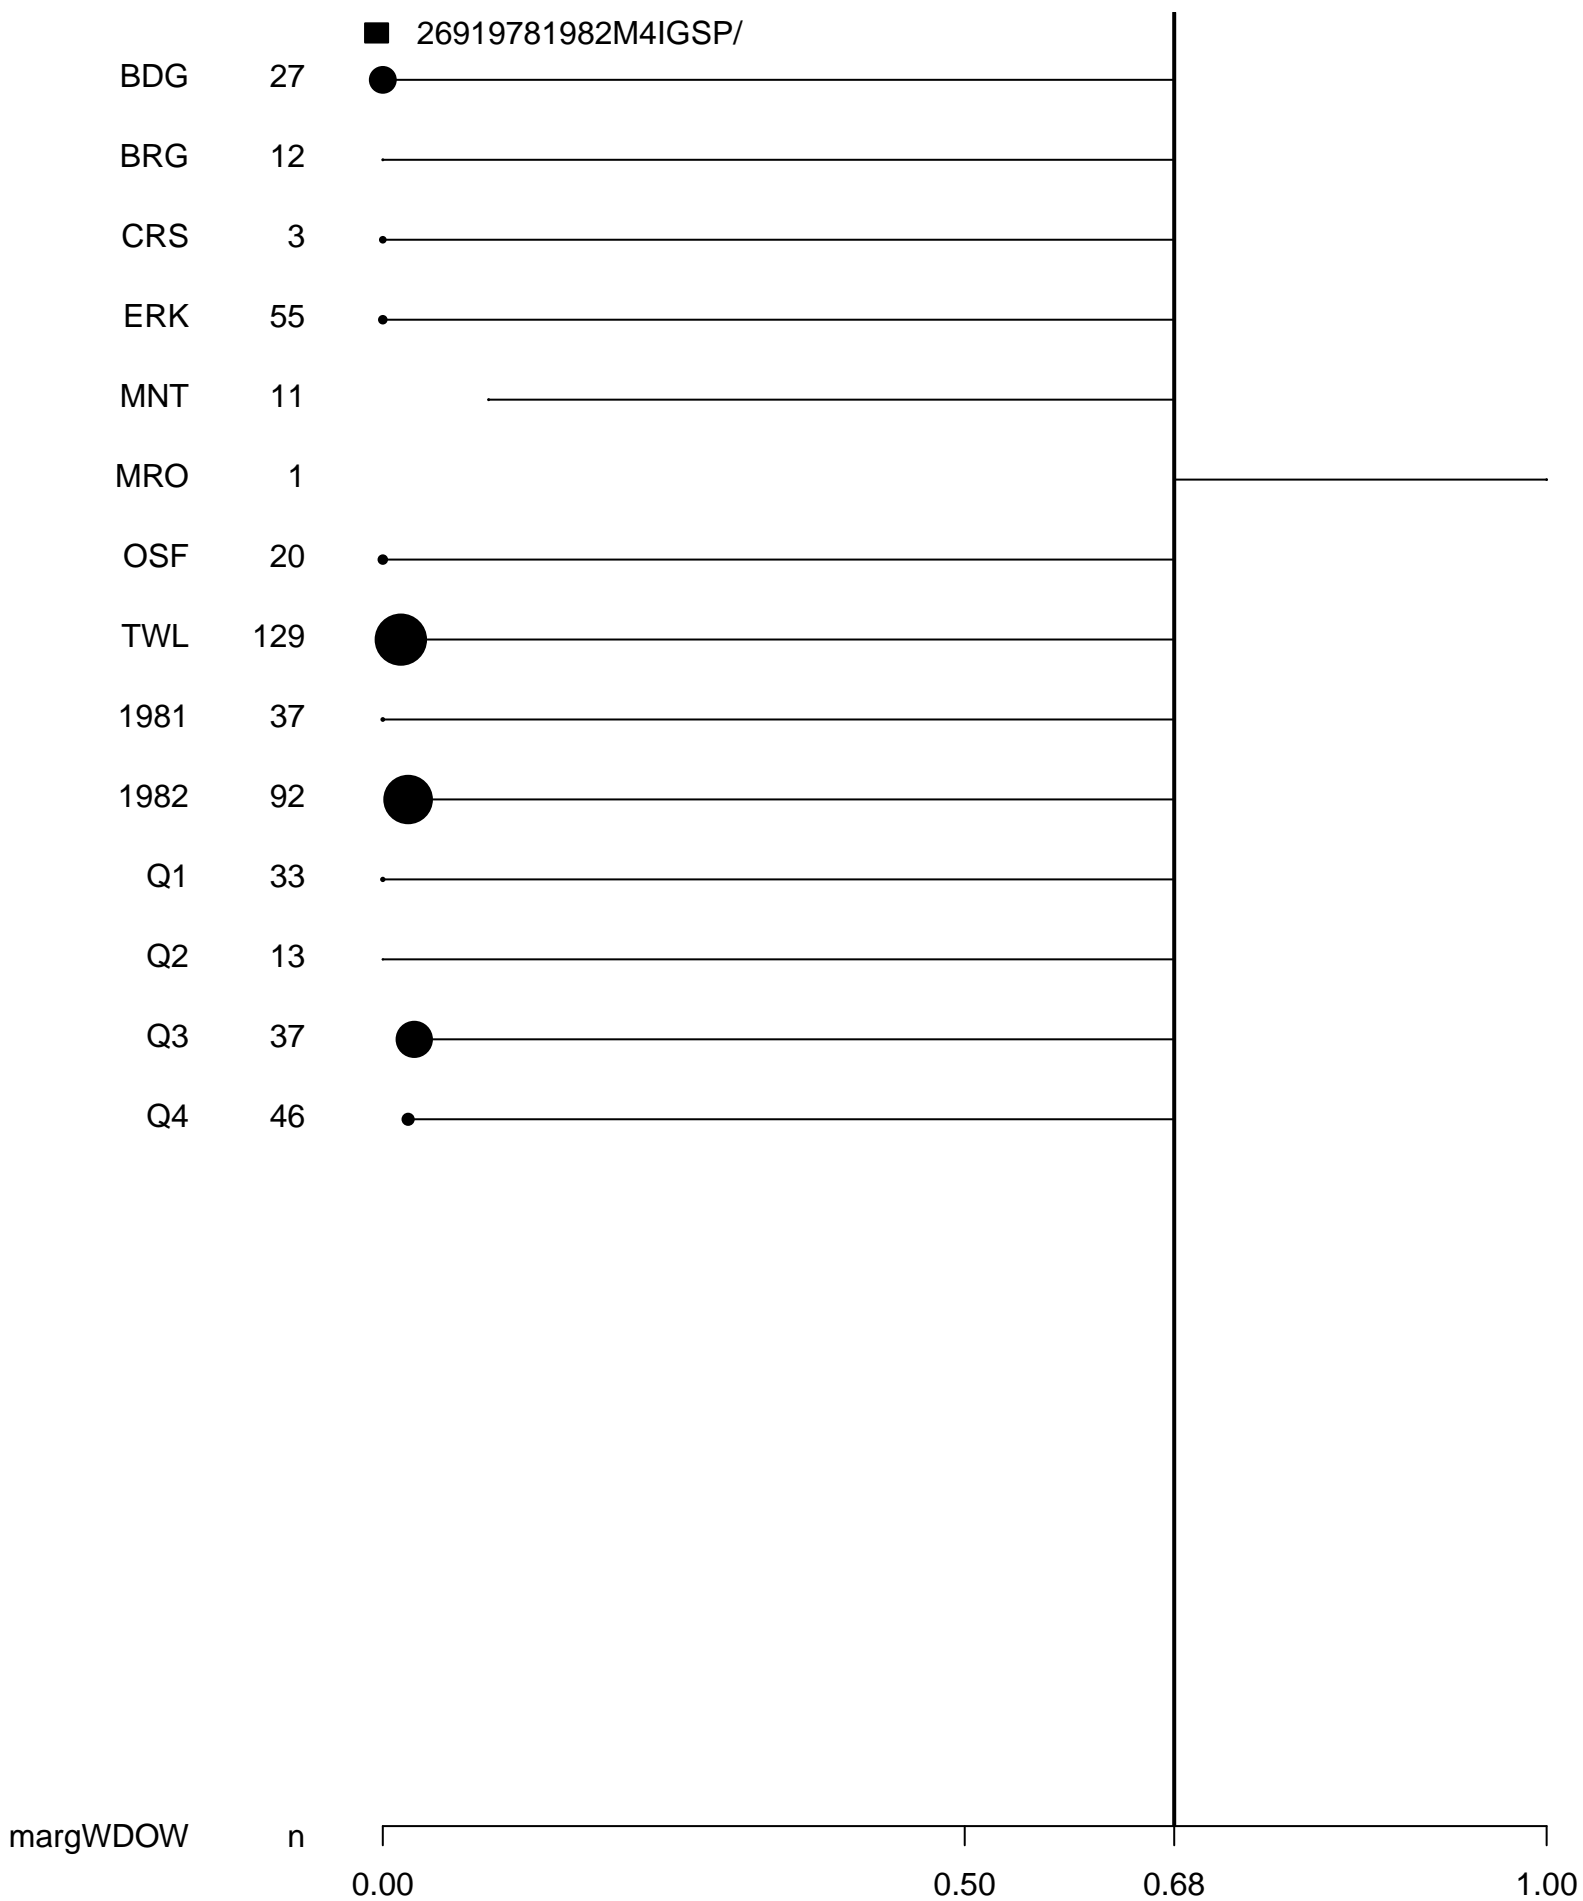 26919781982M4IGSP/
BDG 27
BRG 12
CRS 3
ERK 55
MNT 11
MRO 1
OSF 20
TWL 129
1981 37
1982 92
Q1 33
Q2 13
Q3 37
Q4 46
margWDOW n
0.00 0.50 0.68 1.00